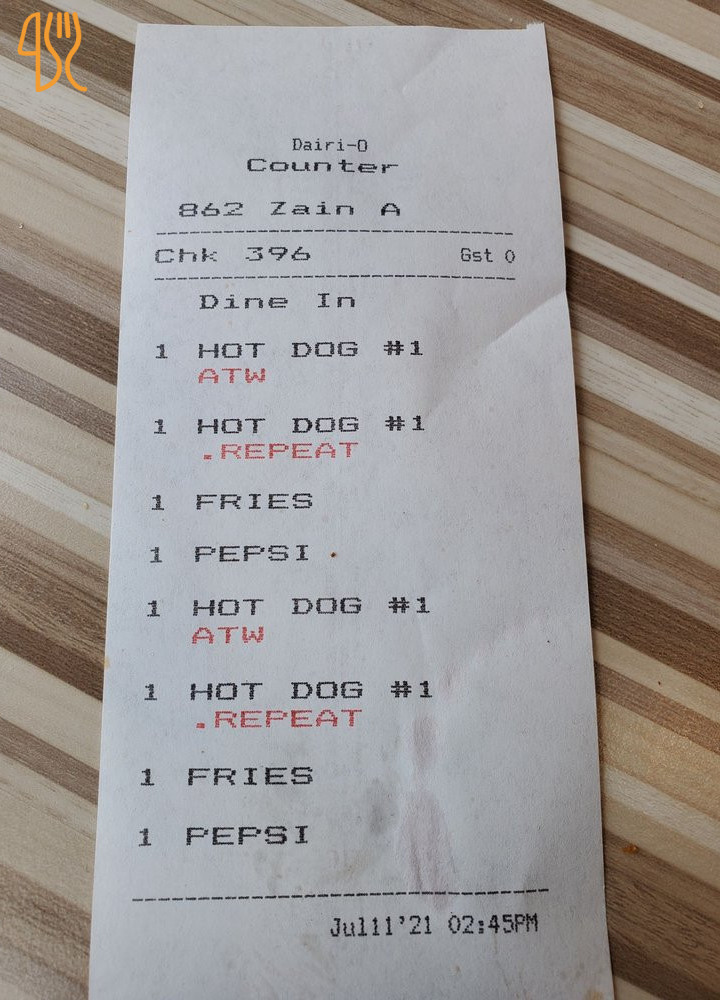 Dairi-O
Counter
862 Zain A
Chk 396 Gst 0
Dine In
1 HOT DOG #1
ATW
1 HOT DOG #1
.REPEAT
1 FRIES
1 PEPSI
1 HOT DOG #1
ATW
1 HOT DOG #1
.REPEAT
1 FRIES
1 PEPSI
Jul11'21 02:45PM